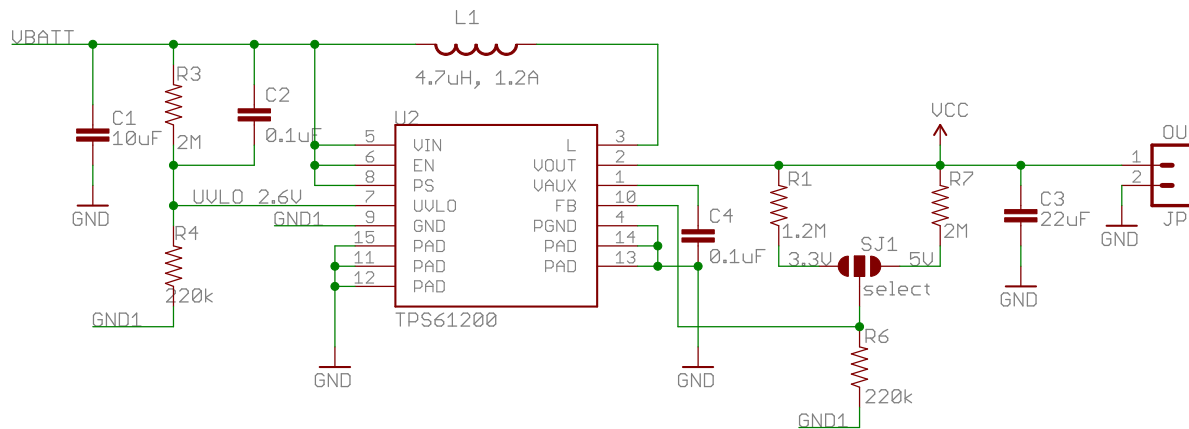 L1
VBATT
4.7uH, 1.2A
R3
C2
C1
10uF
2M
0.1uF
U2
VCC
OU
5 VIN L 3
6 EN VOUT 2
8 PS VAUX 1
7 UVLO FB 10
9 GND PGND 4
15 PAD PAD 14
11 PAD PAD 13
12 PAD
UVLO 2.6V
GND1
GND
R4
220k
GND1
TPS61200
GND
C4
0.1uF
GND
R1
1.2M
R7
2M
3.3V
SJ1
5V
select
C3
22uF
GND
1
2
GND
JP
R6
220k
GND1